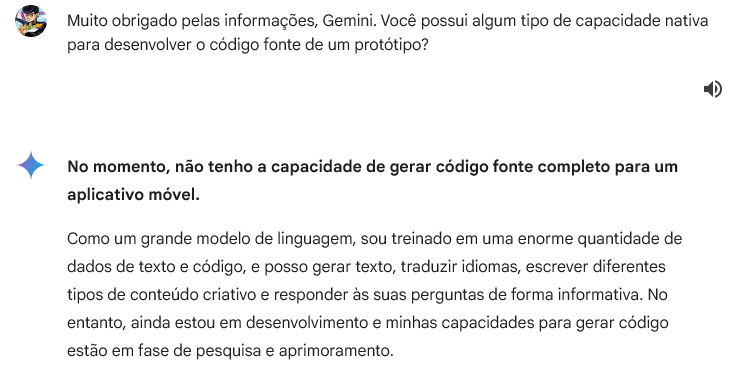 Muito obrigado pelas informações, Gemini. Você possui algum tipo de capacidade nativa
para desenvolver o código fonte de um protótipo?
No momento, não tenho a capacidade de gerar código fonte completo para um
aplicativo móvel.
Como um grande modelo de linguagem, sou treinado em uma enorme quantidade de
dados de texto e código, e posso gerar texto, traduzir idiomas, escrever diferentes
tipos de conteúdo criativo e responder às suas perguntas de forma informativa. No
entanto, ainda estou em desenvolvimento e minhas capacidades para gerar código
estão em fase de pesquisa e aprimoramento.